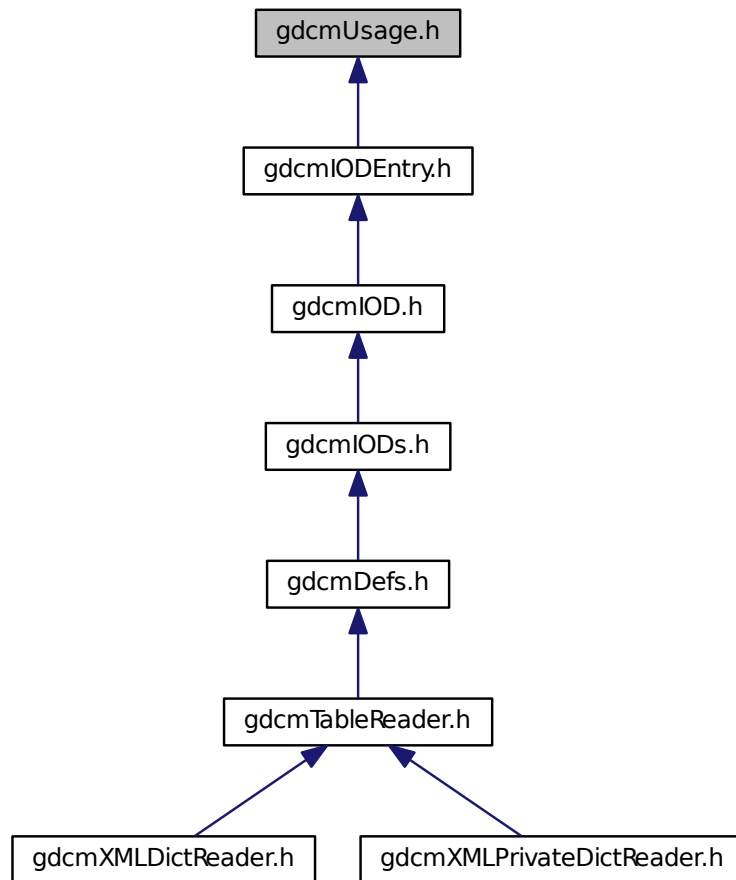 gdcmUsage.h
gdcmIODEntry.h
gdcmIOD.h
gdcmIODs.h
gdcmDefs.h
gdcmTableReader.h
gdcmXMLDictReader.h
gdcmXMLPrivateDictReader.h